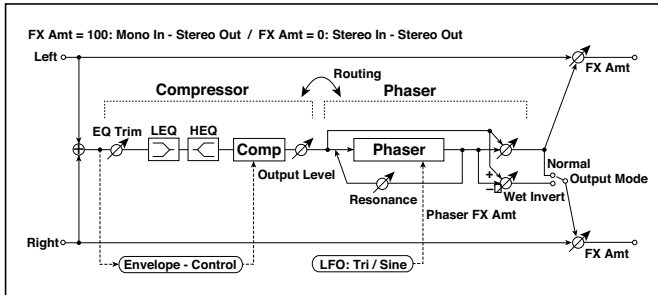 FX Amt = 100: Mono In - Stereo Out / FX Amt = 0: Stereo In - Stereo Out
Left
FX Amt
Routing
Compressor
Phaser
EQ Trim
LEQ
HEQ
Comp
Phaser
Normal
Output Level
+
Output Mode
–
Wet Invert
Resonance
Phaser FX Amt
Right
FX Amt
Envelope - Control
LFO: Tri / Sine